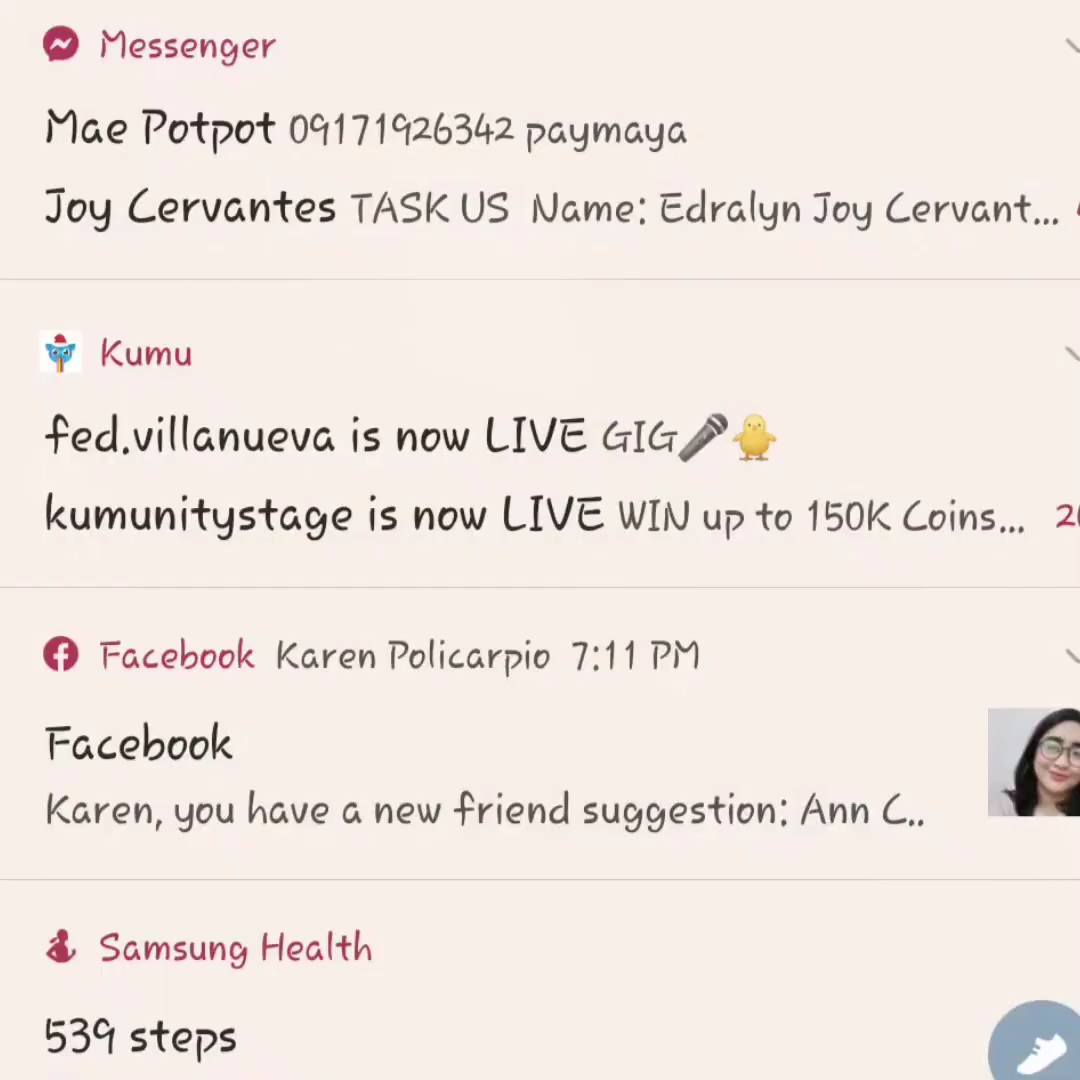 Messenger
Mae Potpot 09171926342 paymaya
Joy Cervantes TASK US Name: Edralyn Joy Cervant...
Kumu
fed.villanueva is now LIVE GIG🎤🐥
kumunitystage is now LIVE WIN up to 150K Coins...
Facebook Karen Policarpio 7:11 PM
Facebook
Karen, you have a new friend suggestion: Ann C..
Samsung Health
539 steps